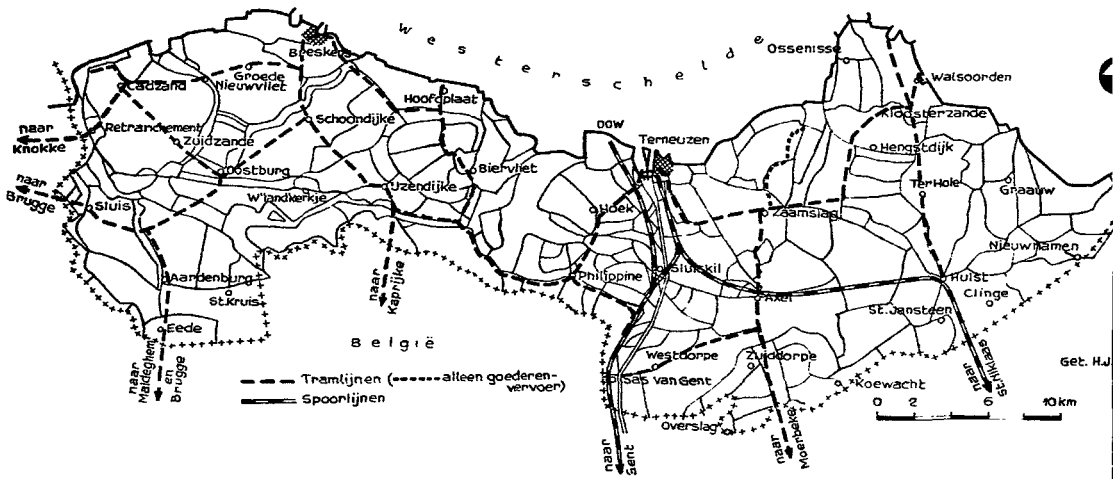 Westerschelde
Breskens
Ossenisse
Walsoorden
Cadzand
Groede
Nieuwvliet
Hoofdplaat
Kloosterzande
naar
Knokke
Retranchement
Schoondijke
DOW
Terneuzen
Zuidzande
Hengstdijk
Oostburg
Biervliet
naar
Brugge
Sluis
W'landkerkje
IJzendijke
Hoek
Zaamslag
Ter Hole
Graauw
Nieuwnamen
Aardenburg
St.Kruis
naar
Kaprijke
Philippine
Sluiskil
Axel
Hulst
Clinge
St.Jansteen
Eede
naar
Maldeghem
en
Brugge
België
Westdorpe
Zuiddorpe
Sas van Gent
Koewacht
naar
St.Niklaas
Get. H.J.
Tramlijnen (alleen goederen-
vervoer)
Spoorlijnen
0 2 6 10 km
Overslag
naar
Gent
naar
Moerbeke